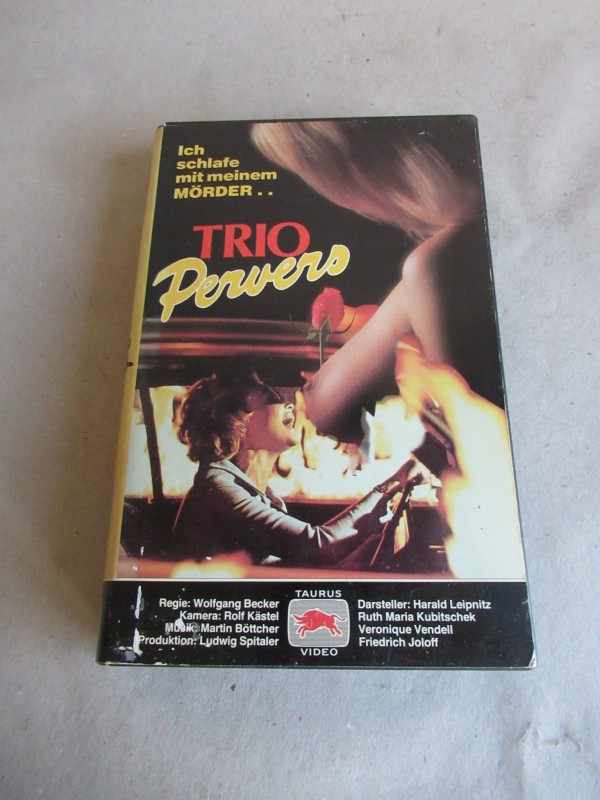 Ich
schlafe
mit meinem
MÖRDER . .
TRIO
Pervers
Regie: Wolfgang Becker
Kamera: Rolf Kästel
Musik: Martin Böttcher
Produktion: Ludwig Spitaler
TAURUS
VIDEO
Darsteller: Harald Leipnitz
Ruth Maria Kubitschek
Veronique Vendell
Friedrich Joloff